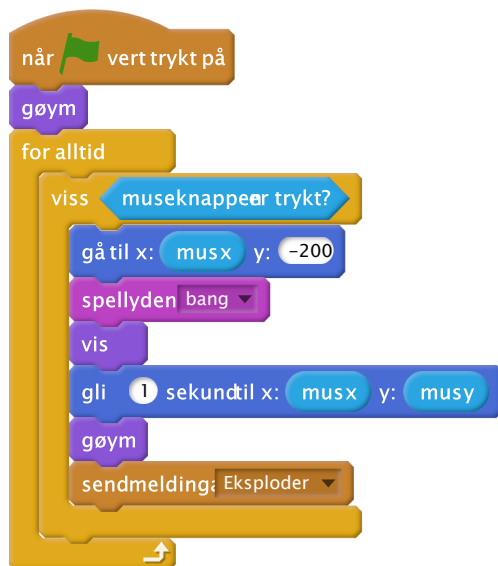 når vert trykt på
gøym
for alltid
viss museknappen er trykt?
gå til x: mus x y: -200
spel lyden bang
vis
gli 1 sekund til x: mus x y: mus y
gøym
send meldinga Eksploder